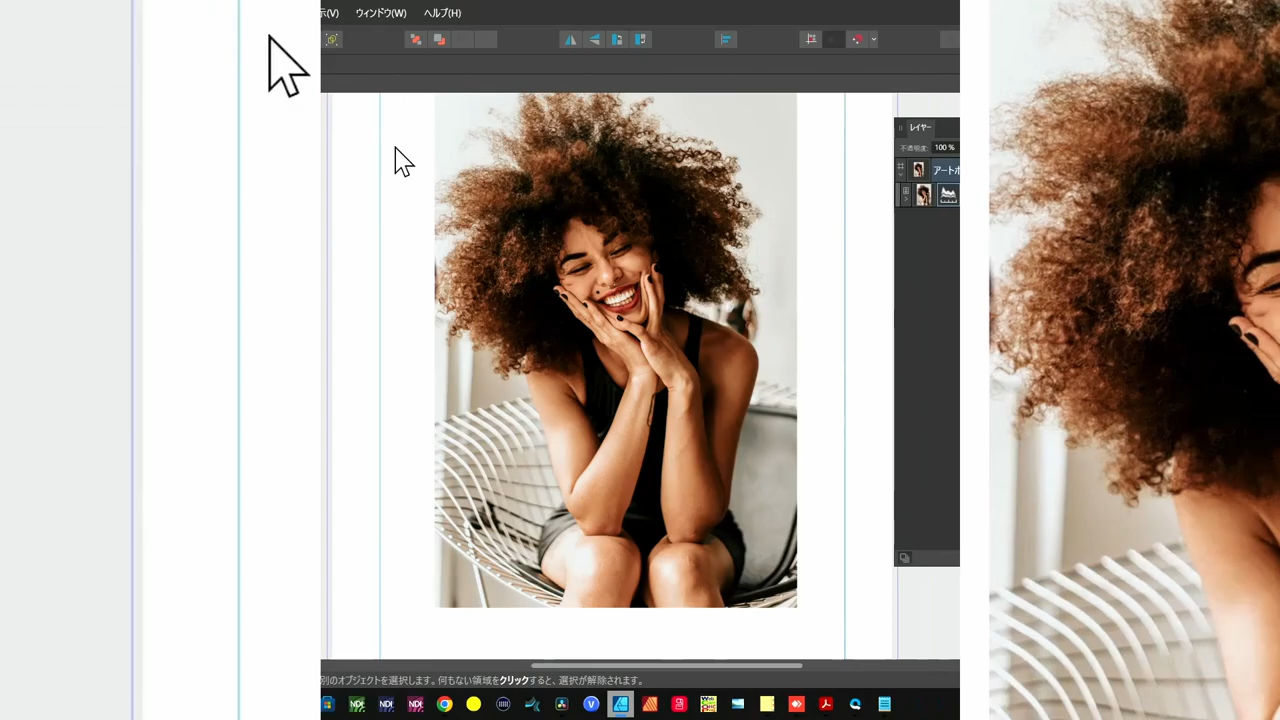 示(V) ウィンドウ(W) ヘルプ(H)
レイヤー
不透明度: 100 %
アートボ
別のオブジェクトを選択します。何もない領域をクリックすると、選択が解除されます。
NDI NDI NDI